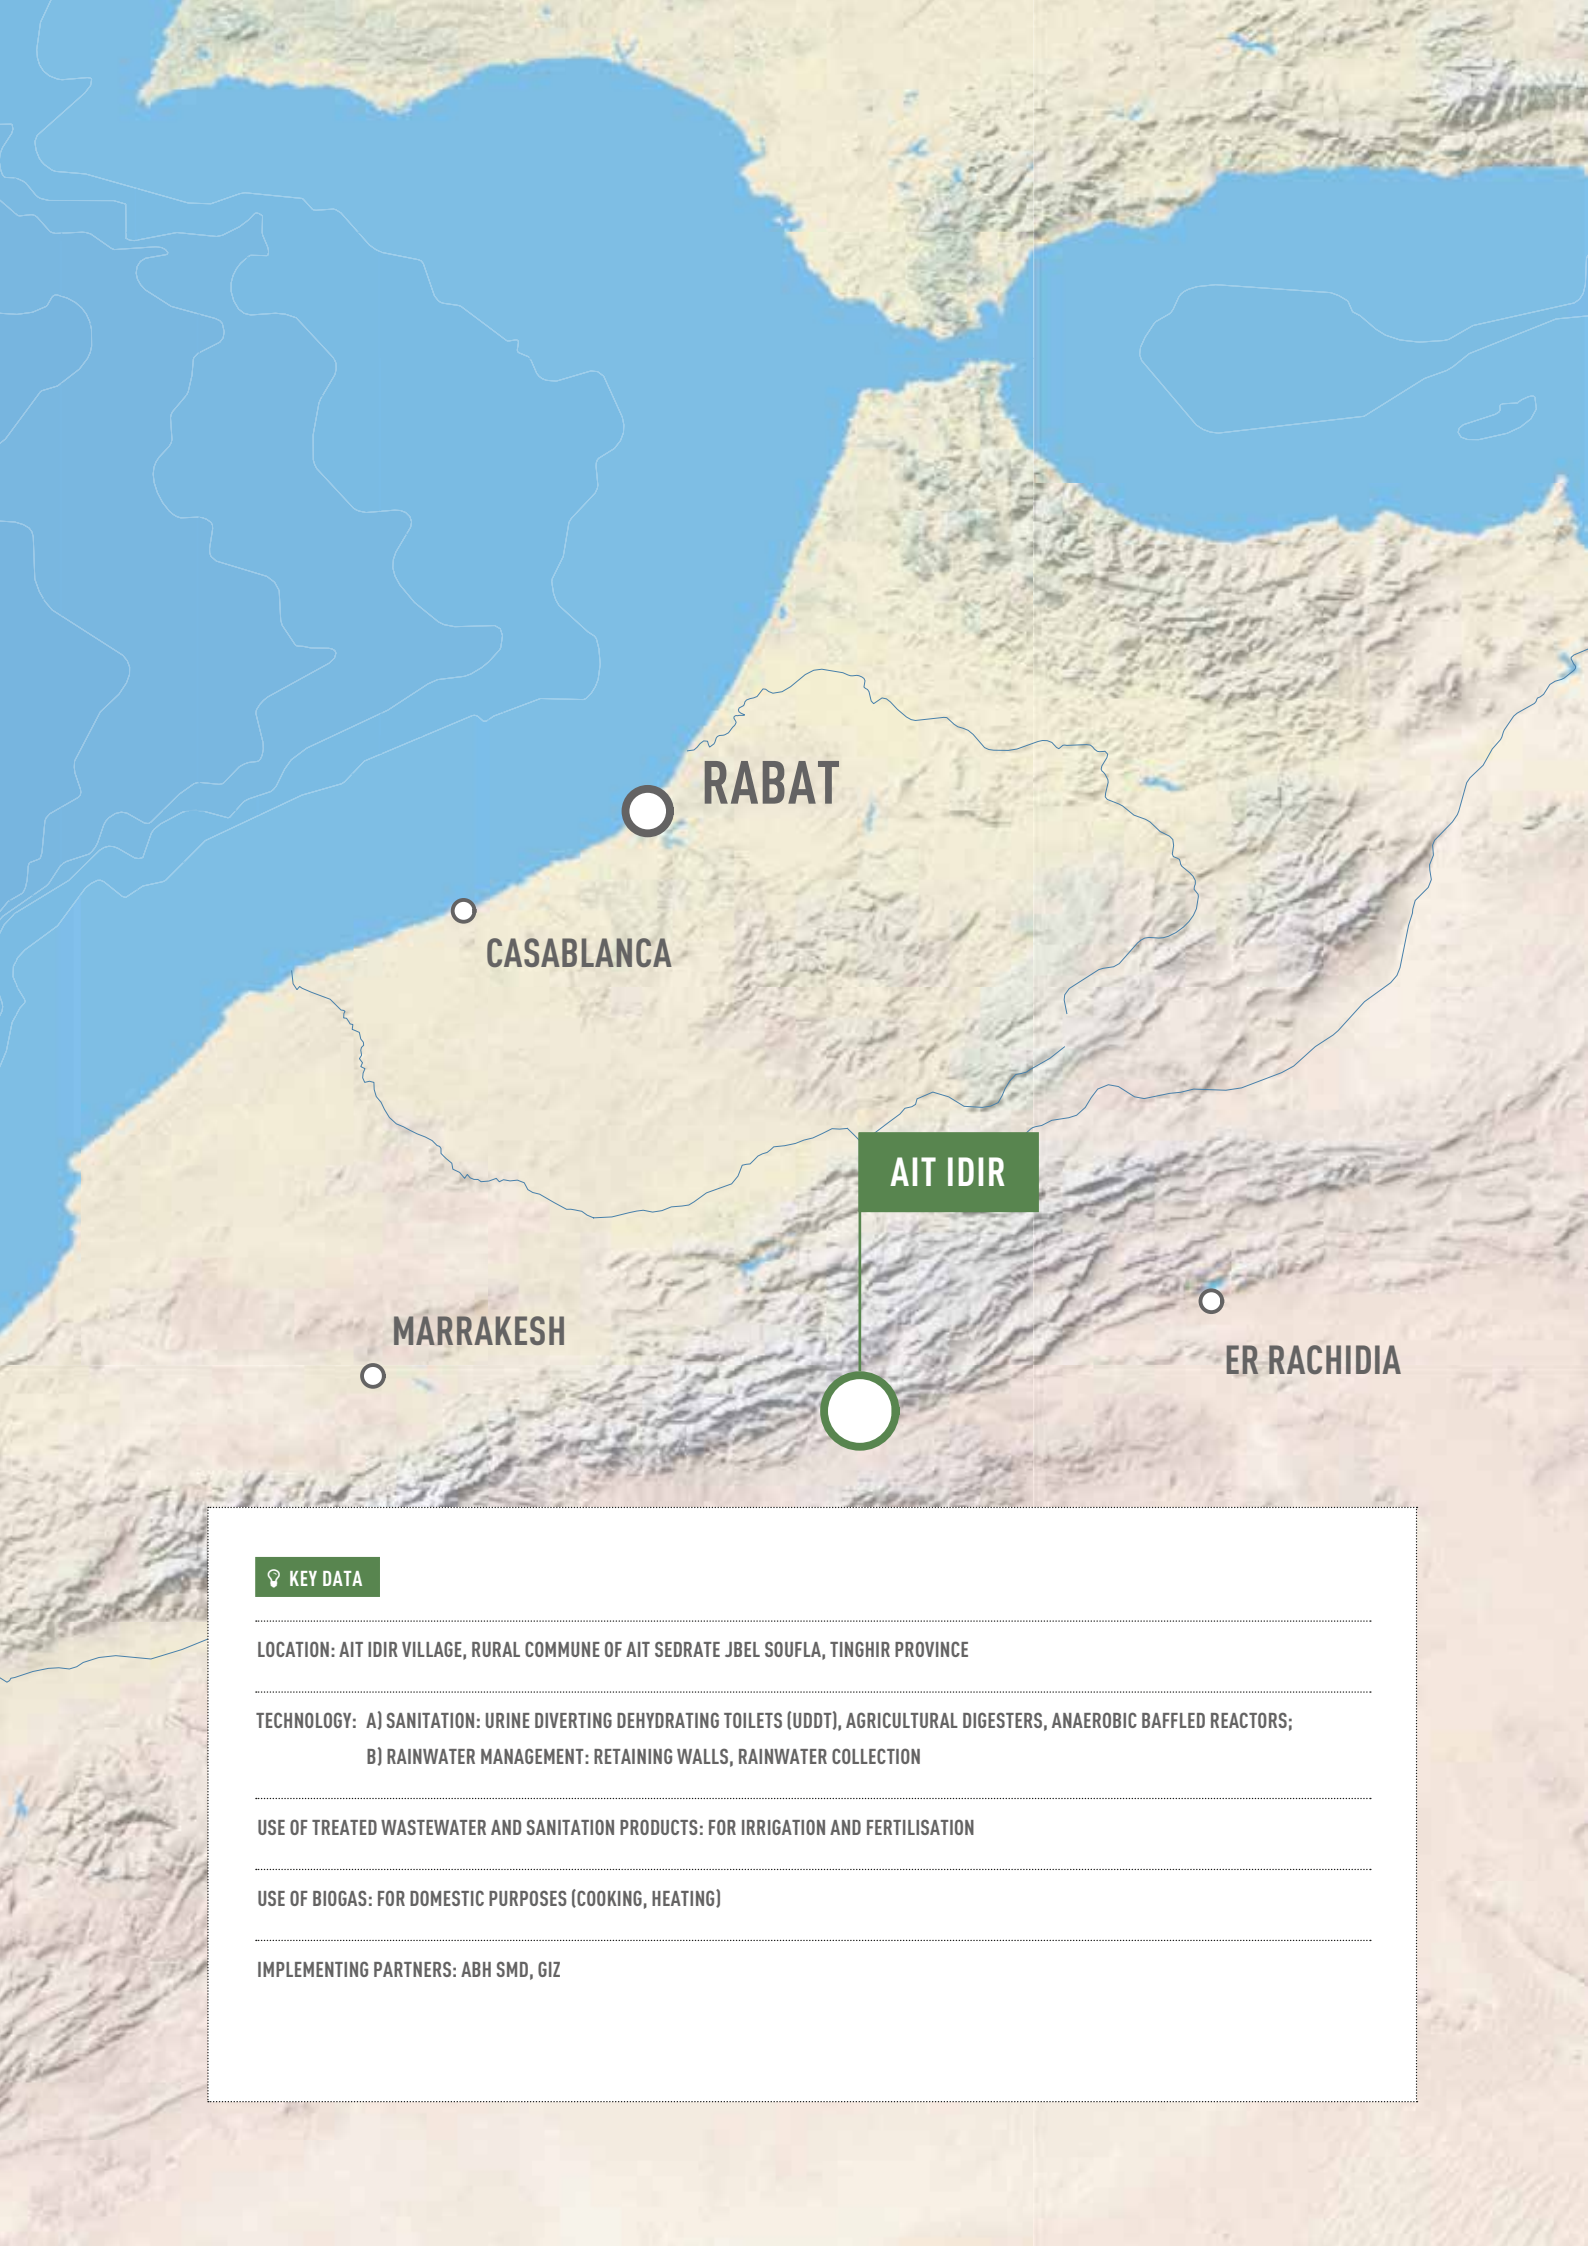 RABAT
CASABLANCA
AIT IDIR
MARRAKESH
ER RACHIDIA
KEY DATA
LOCATION: AIT IDIR VILLAGE, RURAL COMMUNE OF AIT SEDRATE JBEL SOUFLA, TINGHIR PROVINCE
TECHNOLOGY: A) SANITATION: URINE DIVERTING DEHYDRATING TOILETS (UDDT), AGRICULTURAL DIGESTERS, ANAEROBIC BAFFLED REACTORS;
B) RAINWATER MANAGEMENT: RETAINING WALLS, RAINWATER COLLECTION
USE OF TREATED WASTEWATER AND SANITATION PRODUCTS: FOR IRRIGATION AND FERTILISATION
USE OF BIOGAS: FOR DOMESTIC PURPOSES (COOKING, HEATING)
IMPLEMENTING PARTNERS: ABH SMD, GIZ